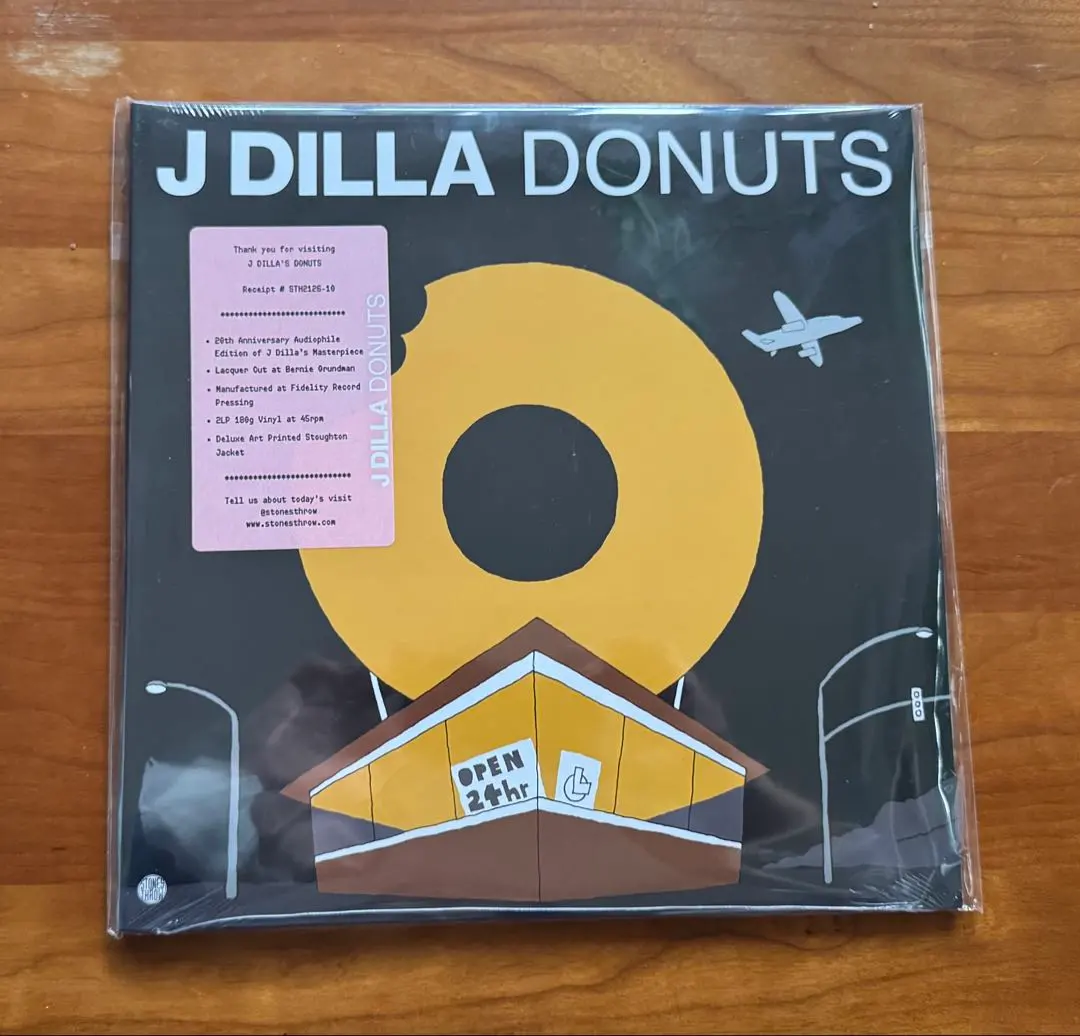 J DILLA DONUTS
Thank you for visiting
J DILLA'S DONUTS
Receipt # STH2126-10
****************************
• 20th Anniversary Audiophile
Edition of J Dilla's Masterpiece
• Lacquer Cut at Bernie Grundman
• Manufactured at Fidelity Record
Pressing
• 2LP 180g Vinyl at 45rpm
• Deluxe Art Printed Stoughton
Jacket
****************************
Tell us about today's visit
@stonesthrow
www.stonesthrow.com
J DILLA DONUTS
OPEN
24hr
STONES
THROW